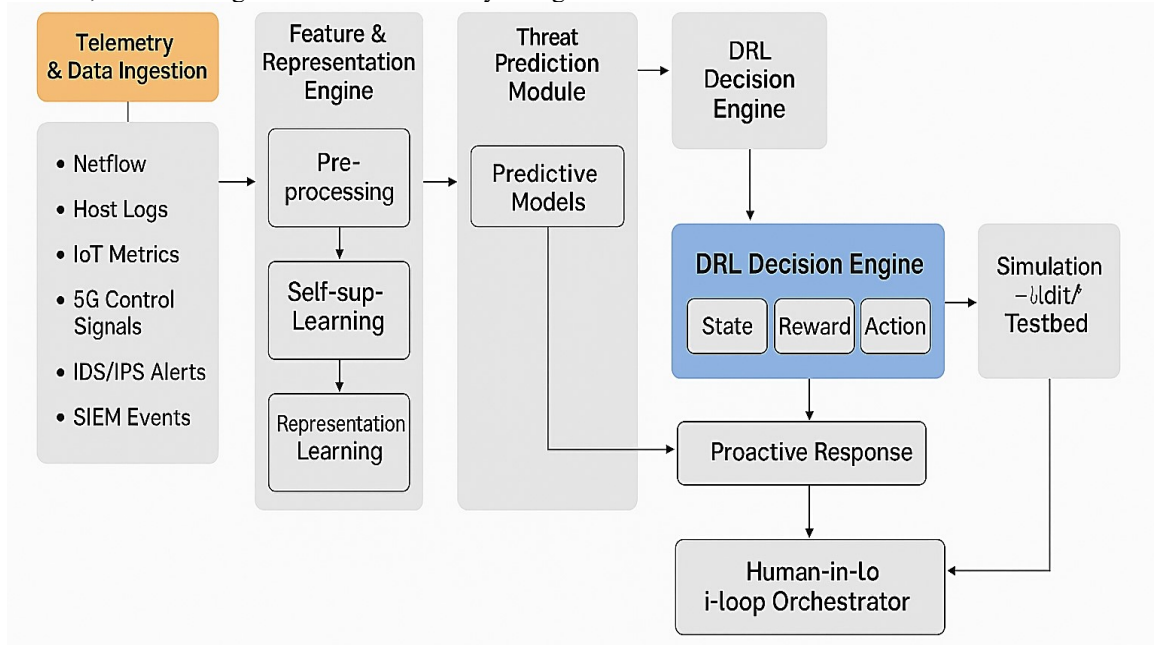 Telemetry
& Data Ingestion
• Netflow
• Host Logs
• IoT Metrics
• 5G Control
Signals
• IDS/IPS Alerts
• SIEM Events
Feature &
Representation
Engine
Pre-
processing
Self-sup-
Learning
Representation
Learning
Threat
Prediction
Module
Predictive
Models
DRL
Decision
Engine
DRL Decision Engine
State
Reward
Action
Simulation
Testbed
Proactive Response
Human-in-lo
i-loop Orchestrator